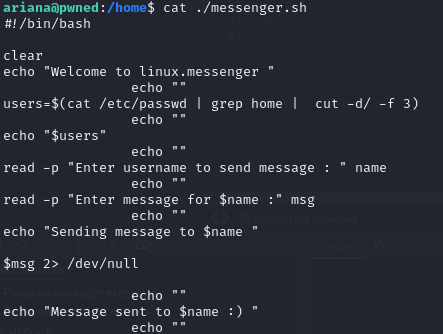 ariana@pwned:/home$ cat ./messenger.sh
#!/bin/bash
clear
echo "Welcome to linux.messenger "
echo ""
users=$(cat /etc/passwd | grep home |  cut -d/ -f 3)
echo ""
echo "$users"
echo ""
read -p "Enter username to send message : " name
echo ""
read -p "Enter message for $name :" msg
echo ""
echo "Sending message to $name "
$msg 2> /dev/null
echo ""
echo "Message sent to $name :) "
echo ""